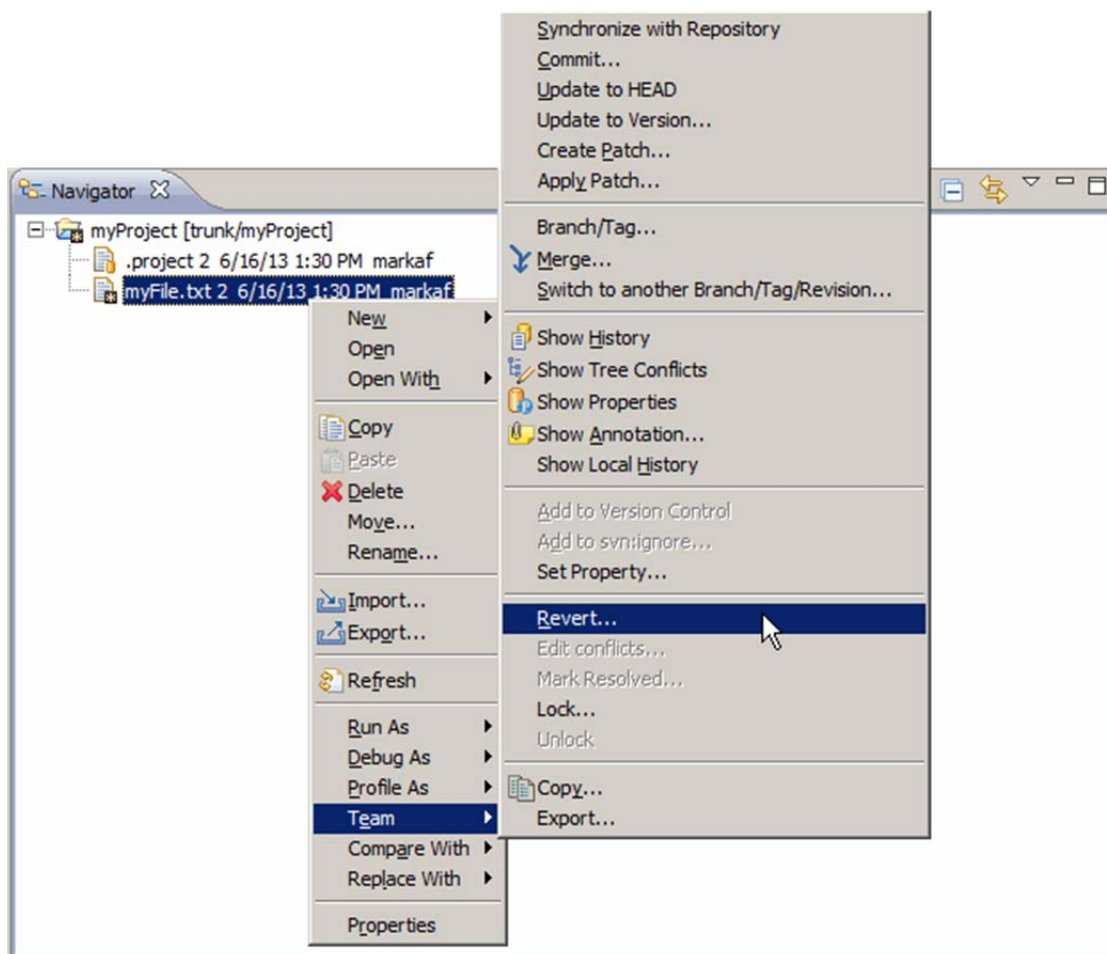 Navigator
myProject [trunk/myProject]
.project 2 6/16/13 1:30 PM markaf
myFile.txt 2 6/16/13 1:30 PM markaf
New
Open
Open With
Copy
Paste
Delete
Move...
Rename...
Import...
Export...
Refresh
Run As
Debug As
Profile As
Team
Compare With
Replace With
Properties
Synchronize with Repository
Commit...
Update to HEAD
Update to Version...
Create Patch...
Apply Patch...
Branch/Tag...
Merge...
Switch to another Branch/Tag/Revision...
Show History
Show Tree Conflicts
Show Properties
Show Annotation...
Show Local History
Add to Version Control
Add to svn:ignore...
Set Property...
Revert...
Edit conflicts...
Mark Resolved...
Lock...
Unlock
Copy...
Export...